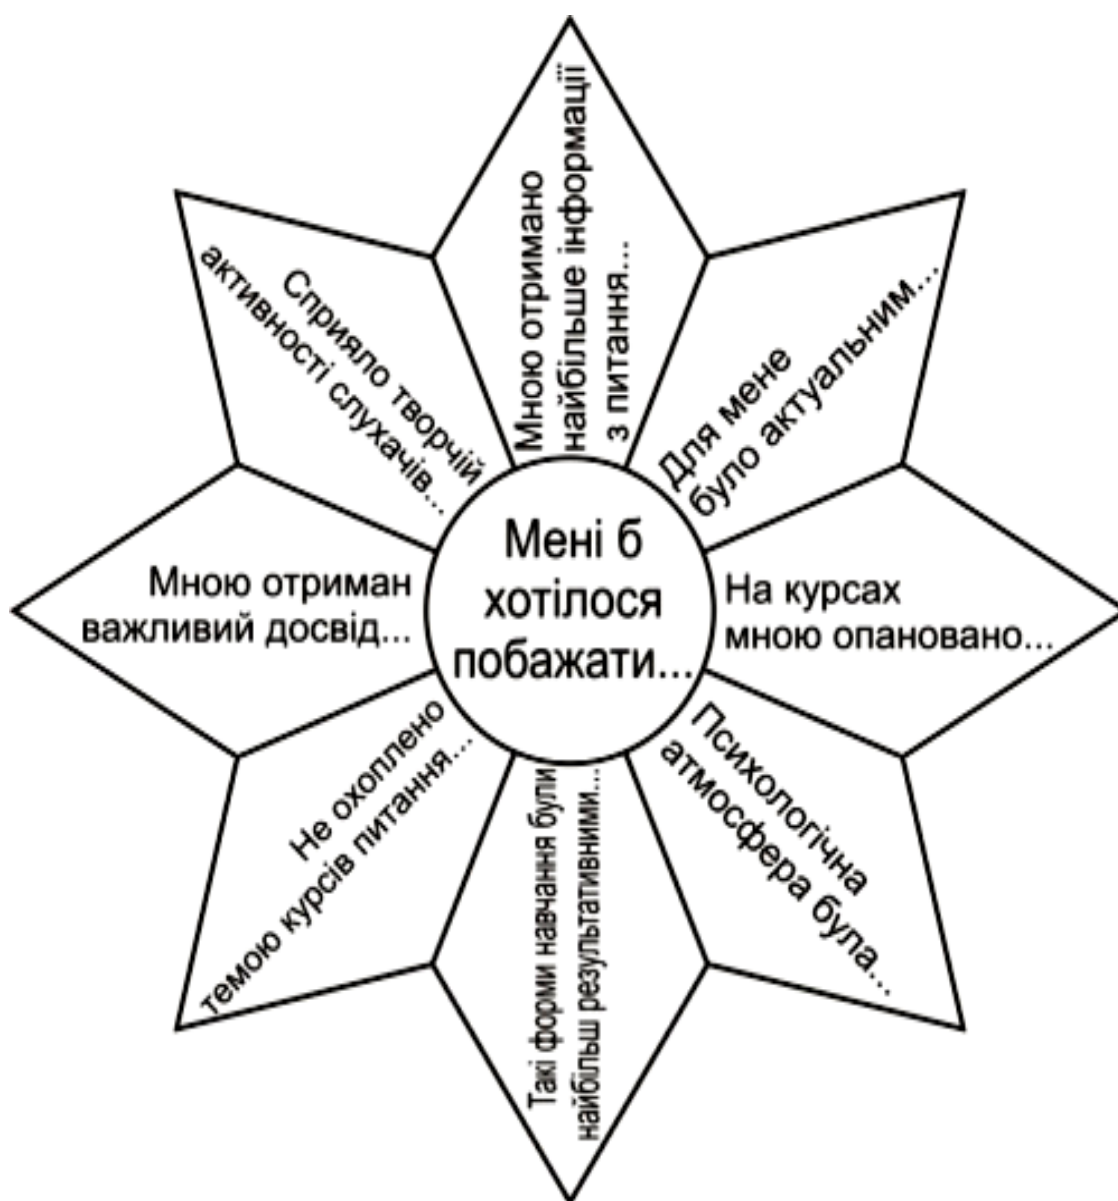 Мною отримано
найбільше інформації
з питання...
Для мене
було актуальним...
На курсах
мною опановано...
Психологічна
атмосфера була...
Такі форми навчання були
найбільш результативними...
Не охоплено
темою курсів питання...
Мною отриман
важливий досвід...
Сприяло творчій
активності слухачів...
Мені б
хотілося
побажати...